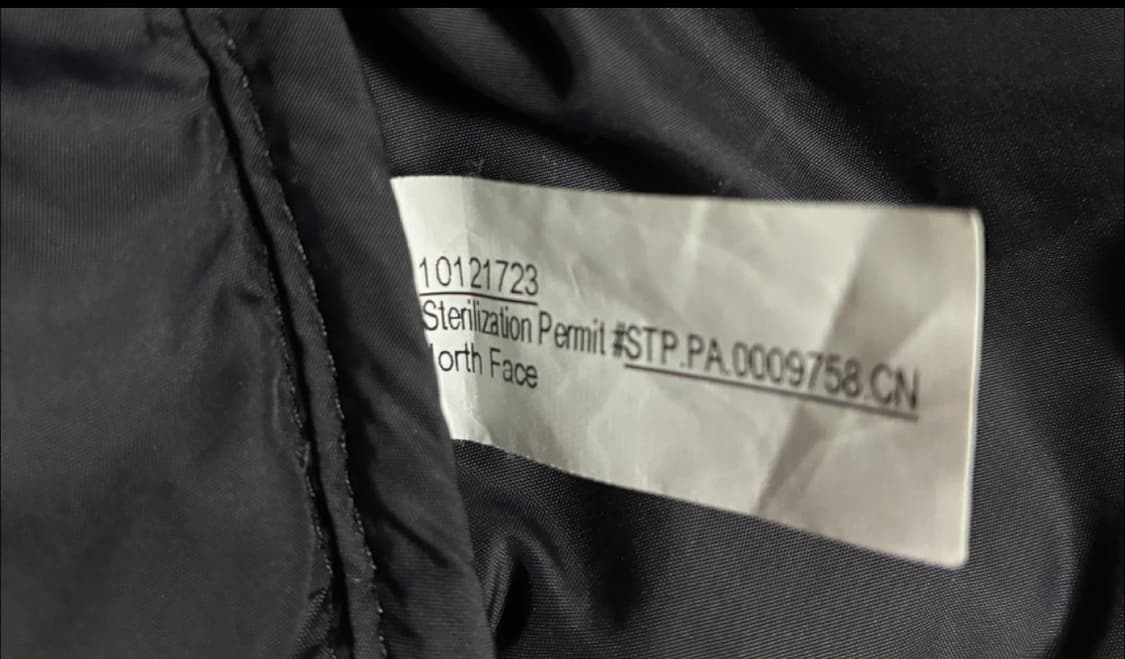 10121723
Sterilization Permit #STP.PA.0009758.CN
orth Face